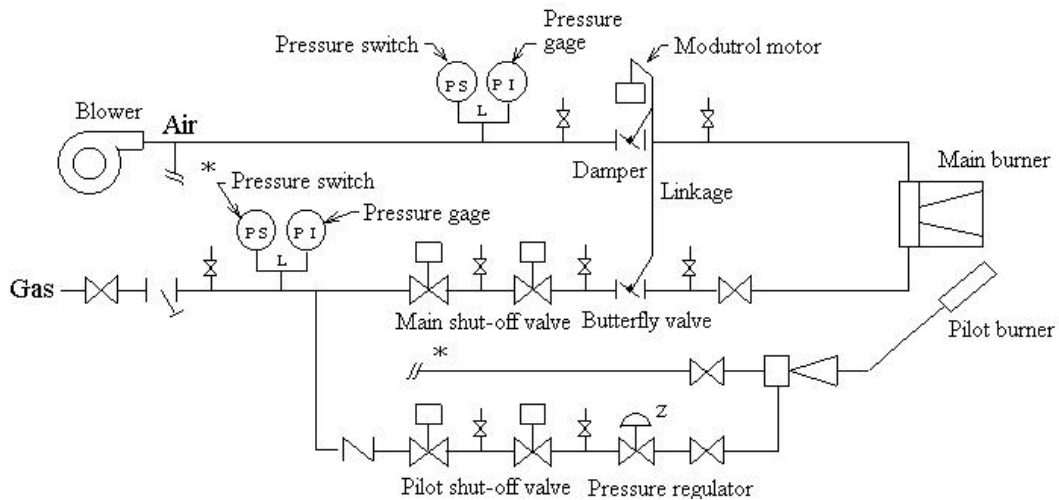 Pressure
gage
Pressure switch
Modutrol motor
PS
PI
L
Blower
Air
Damper
Main burner
*
Pressure switch
Linkage
Pressure gage
PS
PI
L
Gas
Main shut-off valve
Butterfly valve
Pilot burner
*
Z
Pilot shut-off valve
Pressure regulator